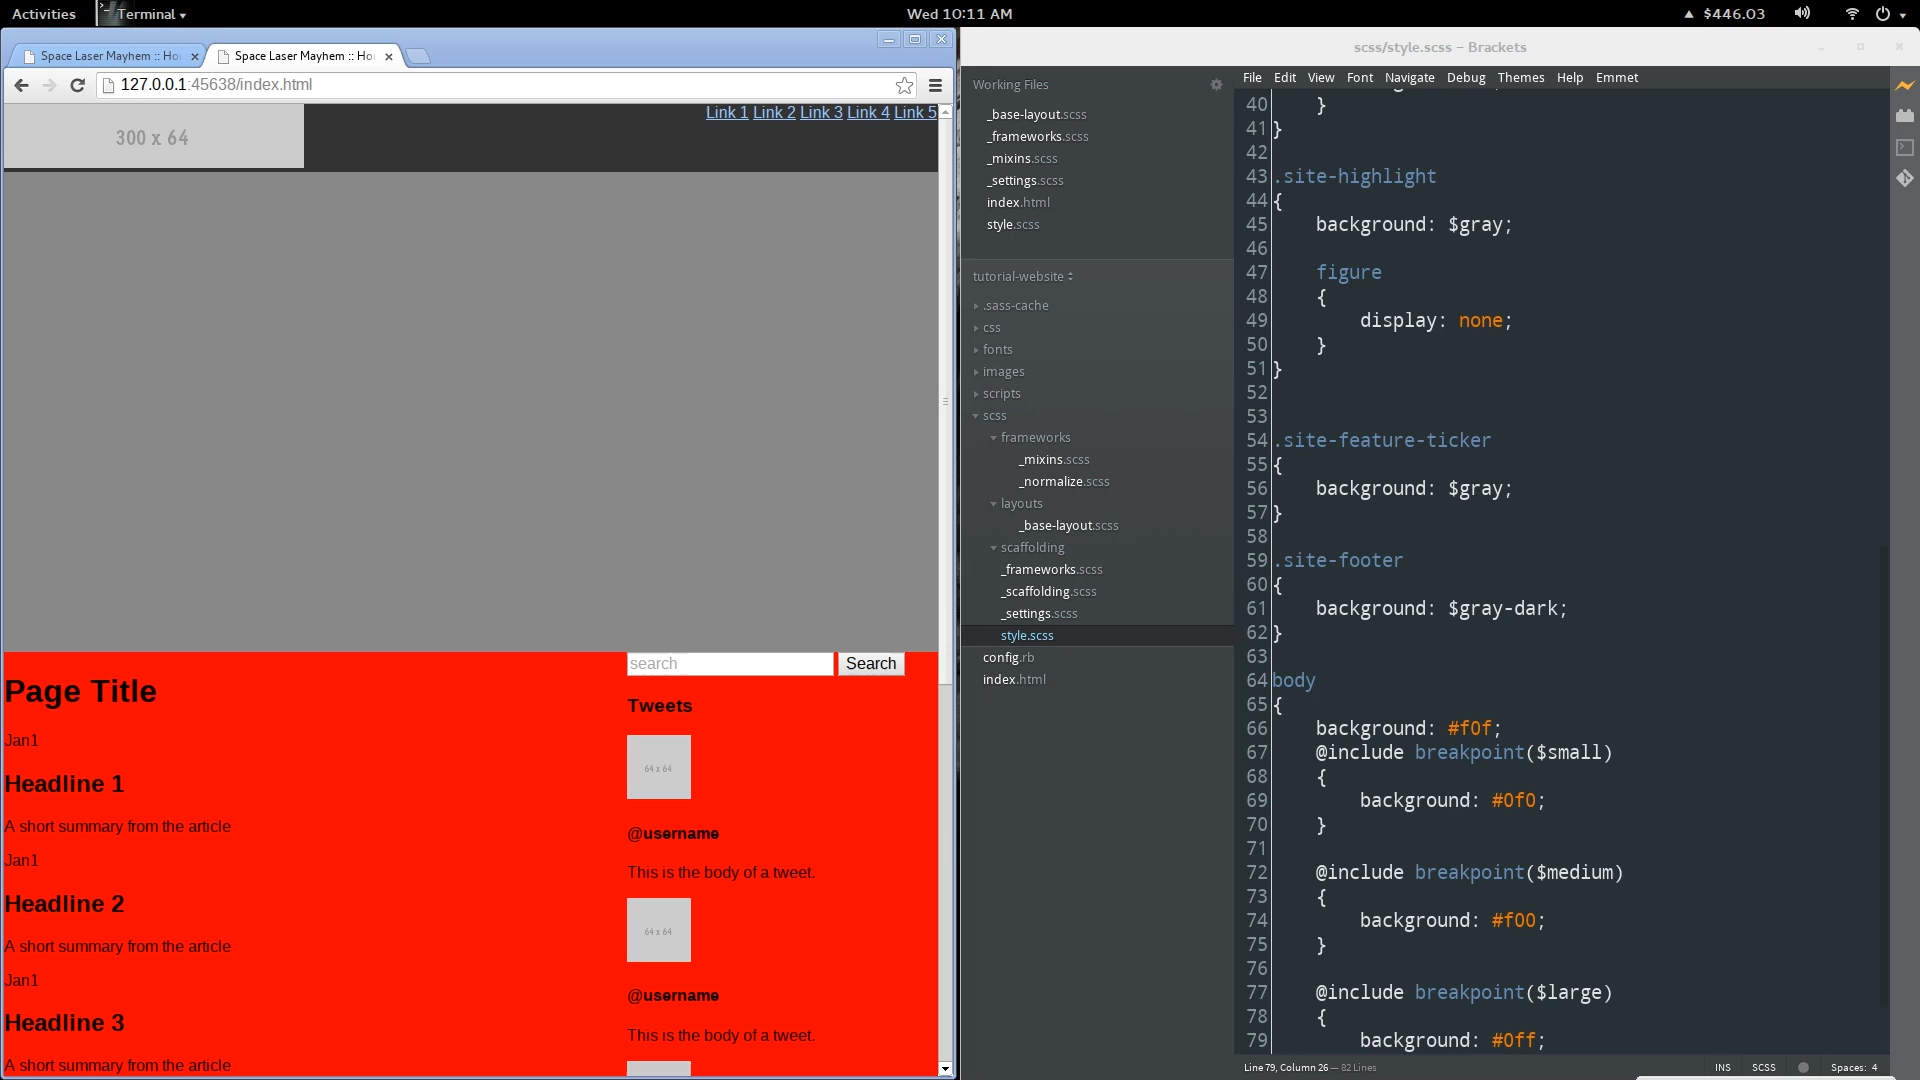 Activities
Terminal
Wed 10:11 AM
$446.03
Space Laser Mayhem :: Ho
Space Laser Mayhem :: Ho
127.0.0.1:45638/index.html
300 x 64
Link 1 Link 2 Link 3 Link 4 Link 5
Page Title
Jan1
Headline 1
A short summary from the article
Jan1
Headline 2
A short summary from the article
Jan1
Headline 3
A short summary from the article
search
Search
Tweets
64 x 64
@username
This is the body of a tweet.
64 x 64
@username
This is the body of a tweet.
scss/style.scss – Brackets
Working Files
_base-layout.scss
_frameworks.scss
_mixins.scss
_settings.scss
index.html
style.scss
tutorial-website
.sass-cache
css
fonts
images
scripts
scss
frameworks
_mixins.scss
_normalize.scss
layouts
_base-layout.scss
scaffolding
_frameworks.scss
_scaffolding.scss
_settings.scss
style.scss
config.rb
index.html
File Edit View Font Navigate Debug Themes Help Emmet
40 }
41 }
42
43 .site-highlight
44 {
45 background: $gray;
46
47 figure
48 {
49 display: none;
50 }
51 }
52
53
54 .site-feature-ticker
55 {
56 background: $gray;
57 }
58
59 .site-footer
60 {
61 background: $gray-dark;
62 }
63
64 body
65 {
66 background: #f0f;
67 @include breakpoint($small)
68 {
69 background: #0f0;
70 }
71
72 @include breakpoint($medium)
73 {
74 background: #f00;
75 }
76
77 @include breakpoint($large)
78 {
79 background: #0ff;
Line 79, Column 26 — 82 Lines
INS
SCSS
Spaces: 4